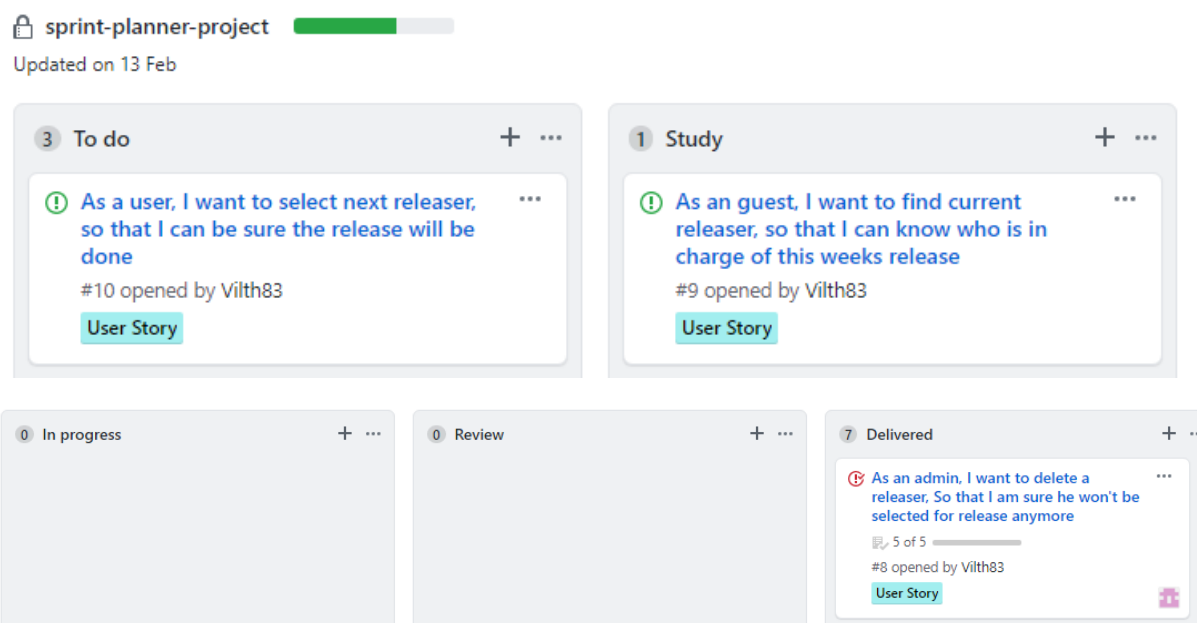 sprint-planner-project
Updated on 13 Feb
3 To do
As a user, I want to select next releaser,
so that I can be sure the release will be
done
#10 opened by Vilth83
User Story
1 Study
As an guest, I want to find current
releaser, so that I can know who is in
charge of this weeks release
#9 opened by Vilth83
User Story
0 In progress
0 Review
7 Delivered
As an admin, I want to delete a
releaser, So that I am sure he won't be
selected for release anymore
5 of 5
#8 opened by Vilth83
User Story